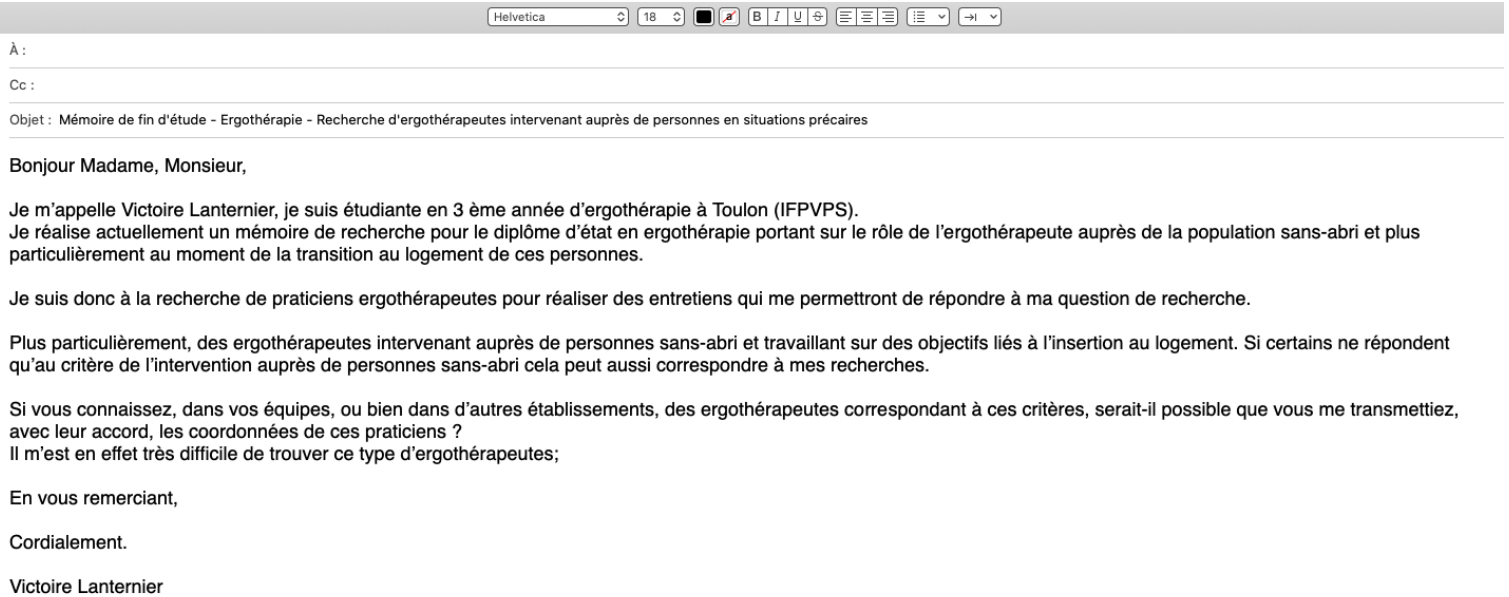 Helvetica 18 B I U S
À :
Cc :
Objet : Mémoire de fin d'étude - Ergothérapie - Recherche d'ergothérapeutes intervenant auprès de personnes en situations précaires
Bonjour Madame, Monsieur,
Je m’appelle Victoire Lanternier, je suis étudiante en 3 ème année d’ergothérapie à Toulon (IFPVPS).
Je réalise actuellement un mémoire de recherche pour le diplôme d’état en ergothérapie portant sur le rôle de l’ergothérapeute auprès de la population sans-abri et plus
particulièrement au moment de la transition au logement de ces personnes.
Je suis donc à la recherche de praticiens ergothérapeutes pour réaliser des entretiens qui me permettront de répondre à ma question de recherche.
Plus particulièrement, des ergothérapeutes intervenant auprès de personnes sans-abri et travaillant sur des objectifs liés à l’insertion au logement. Si certains ne répondent
qu’au critère de l’intervention auprès de personnes sans-abri cela peut aussi correspondre à mes recherches.
Si vous connaissez, dans vos équipes, ou bien dans d’autres établissements, des ergothérapeutes correspondant à ces critères, serait-il possible que vous me transmettiez,
avec leur accord, les coordonnées de ces praticiens ?
Il m’est en effet très difficile de trouver ce type d’ergothérapeutes;
En vous remerciant,
Cordialement.
Victoire Lanternier